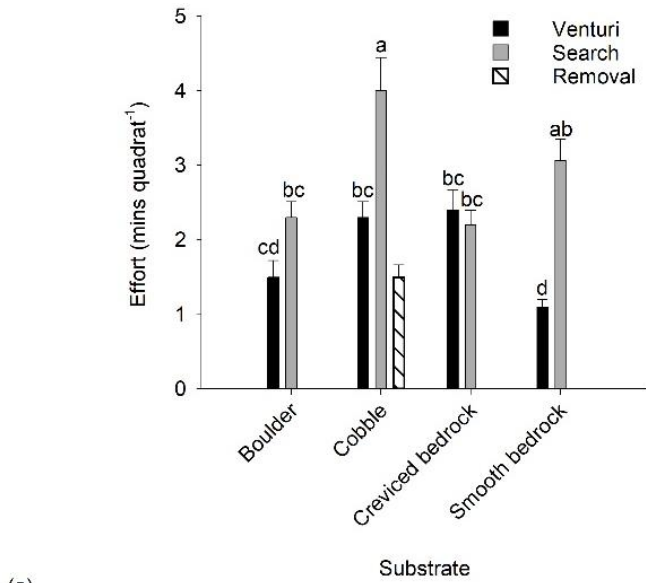 5
4
3
2
1
0
Effort (mins quadrat⁻¹)
Venturi
Search
Removal
cd
bc
bc
a
bc
bc
d
ab
Boulder
Cobble
Creviced bedrock
Smooth bedrock
Substrate